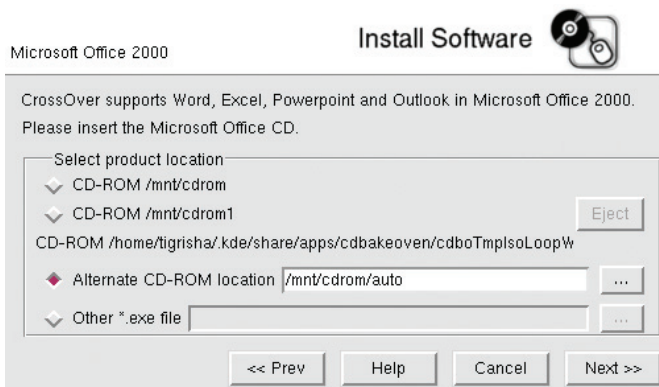 Install Software
Microsoft Office 2000
CrossOver supports Word, Excel, Powerpoint and Outlook in Microsoft Office 2000.
Please insert the Microsoft Office CD.
Select product location
CD-ROM /mnt/cdrom
CD-ROM /mnt/cdrom1
Eject
CD-ROM /home/tigrisha/.kde/share/apps/cdbakeoven/cdboTmpIsoLoopW
Alternate CD-ROM location /mnt/cdrom/auto ...
Other *.exe file ...
<< Prev Help Cancel Next >>